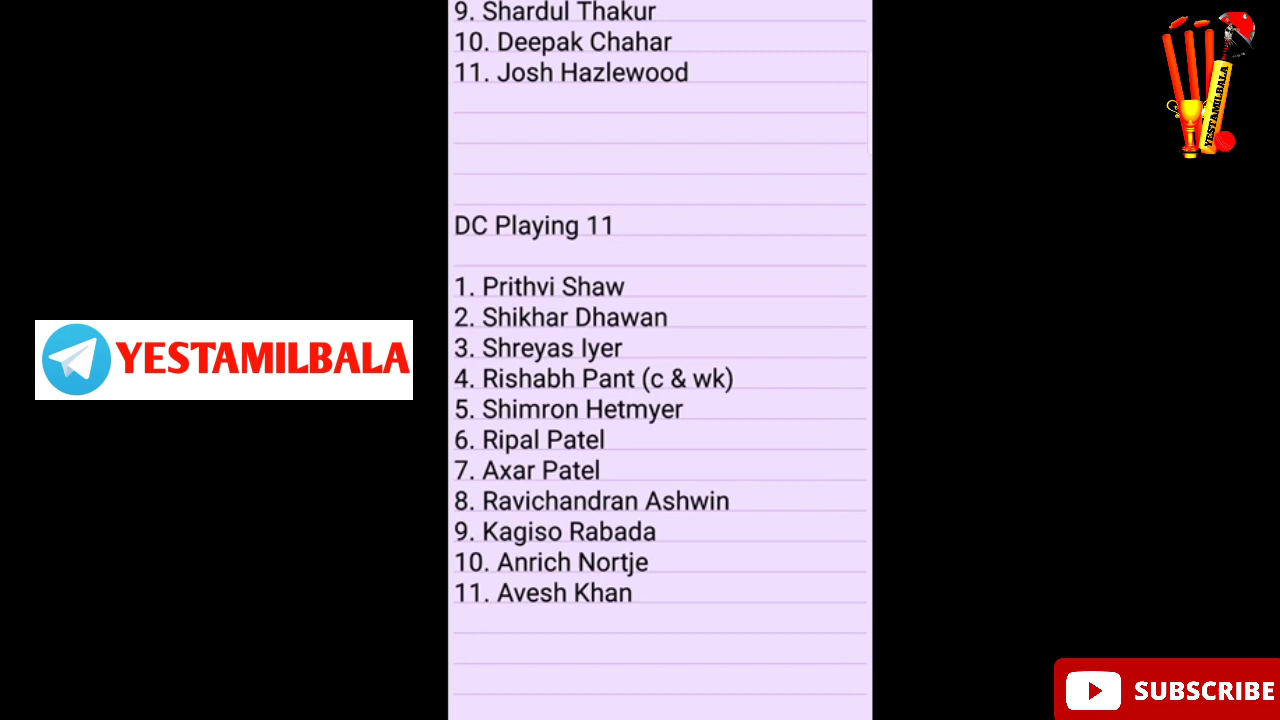 9. Shardul Thakur
10. Deepak Chahar
11. Josh Hazlewood
DC Playing 11
1. Prithvi Shaw
2. Shikhar Dhawan
3. Shreyas Iyer
4. Rishabh Pant (c & wk)
5. Shimron Hetmyer
6. Ripal Patel
7. Axar Patel
8. Ravichandran Ashwin
9. Kagiso Rabada
10. Anrich Nortje
11. Avesh Khan
YESTAMILBALA
YESTAMILBALA
SUBSCRIBE